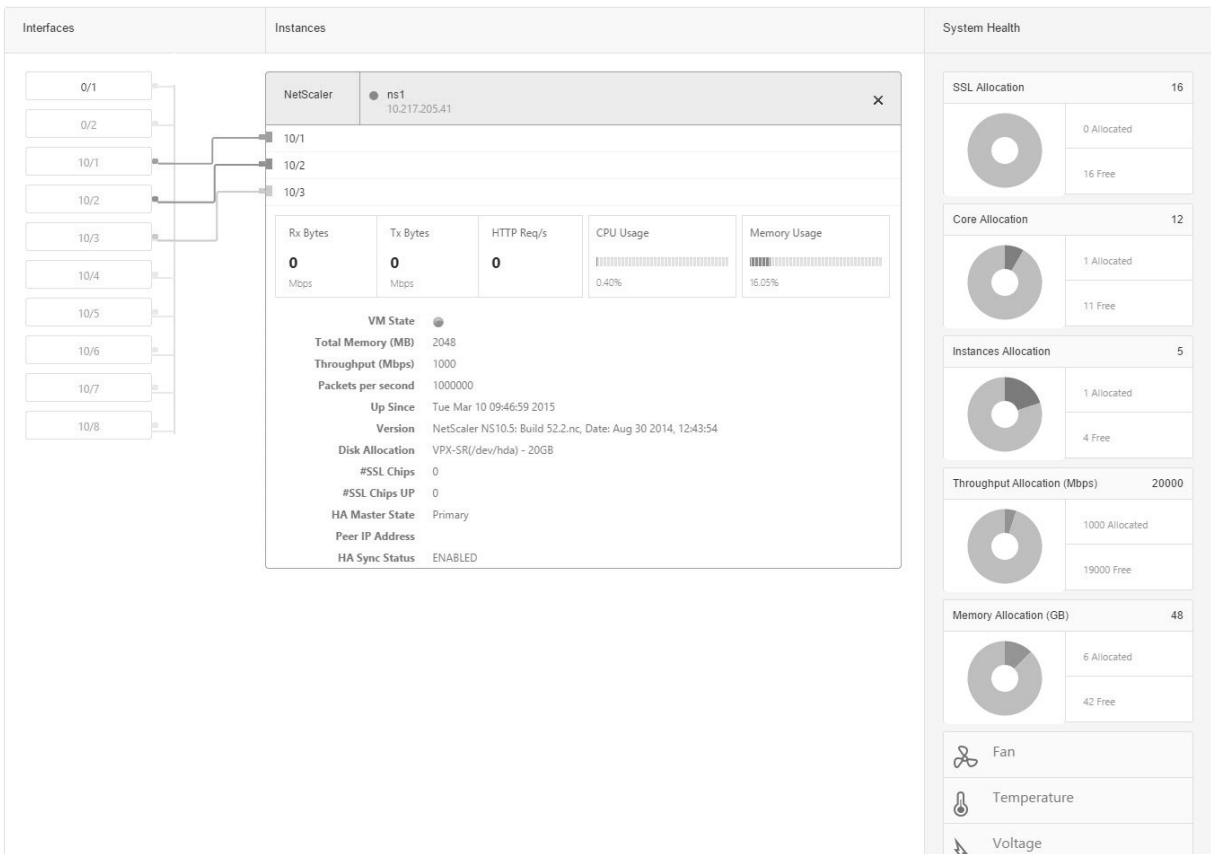 Interfaces
Instances
System Health
0/1
0/2
10/1
10/2
10/3
10/4
10/5
10/6
10/7
10/8
NetScaler
ns1
10.217.205.41
10/1
10/2
10/3
Rx Bytes
0
Mbps
Tx Bytes
0
Mbps
HTTP Req/s
0
CPU Usage
0.40%
Memory Usage
16.05%
VM State
Total Memory (MB) 2048
Throughput (Mbps) 1000
Packets per second 1000000
Up Since Tue Mar 10 09:46:59 2015
Version NetScaler NS10.5: Build 52.2.nc, Date: Aug 30 2014, 12:43:54
Disk Allocation VPX-SR(/dev/hda) - 20GB
#SSL Chips 0
#SSL Chips UP 0
HA Master State Primary
Peer IP Address
HA Sync Status ENABLED
SSL Allocation 16
0 Allocated
16 Free
Core Allocation 12
1 Allocated
11 Free
Instances Allocation 5
1 Allocated
4 Free
Throughput Allocation (Mbps) 20000
1000 Allocated
19000 Free
Memory Allocation (GB) 48
6 Allocated
42 Free
Fan
Temperature
Voltage